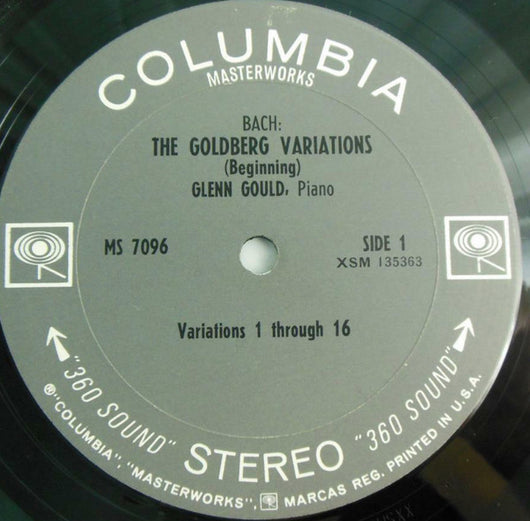 COLUMBIA
MASTERWORKS
BACH:
THE GOLDBERG VARIATIONS
(Beginning)
GLENN GOULD, Piano
MS 7096
SIDE 1
XSM 135363
Variations 1 through 16
"360 SOUND" STEREO "360 SOUND"
® "COLUMBIA", "MASTERWORKS", MARCAS REG. PRINTED IN U.S.A.